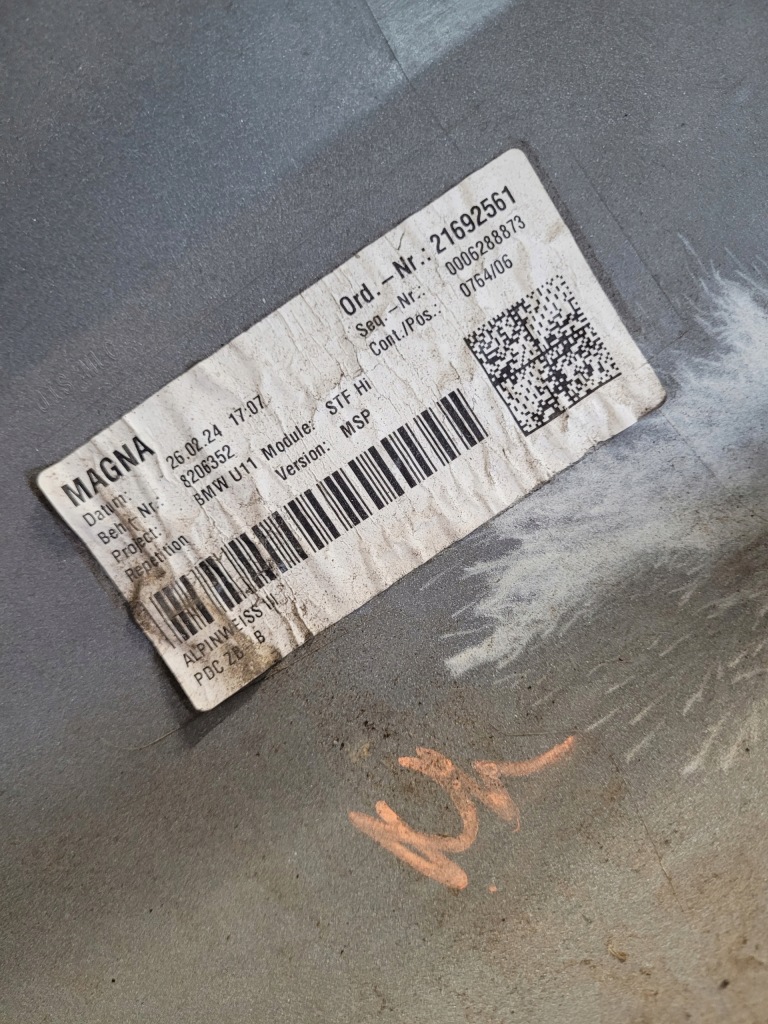 MAGNA
Ord.-Nr.: 21692561
Datum: 26.02.24 17:07
Seq.-Nr.: 0006288873
Beh. Nr.: 8206352
Cont./Pos.: 0764/06
Project: BMW U11 Module: STF Hi
Repetition Version: MSP
ALPINWEISS III
PDC ZB B